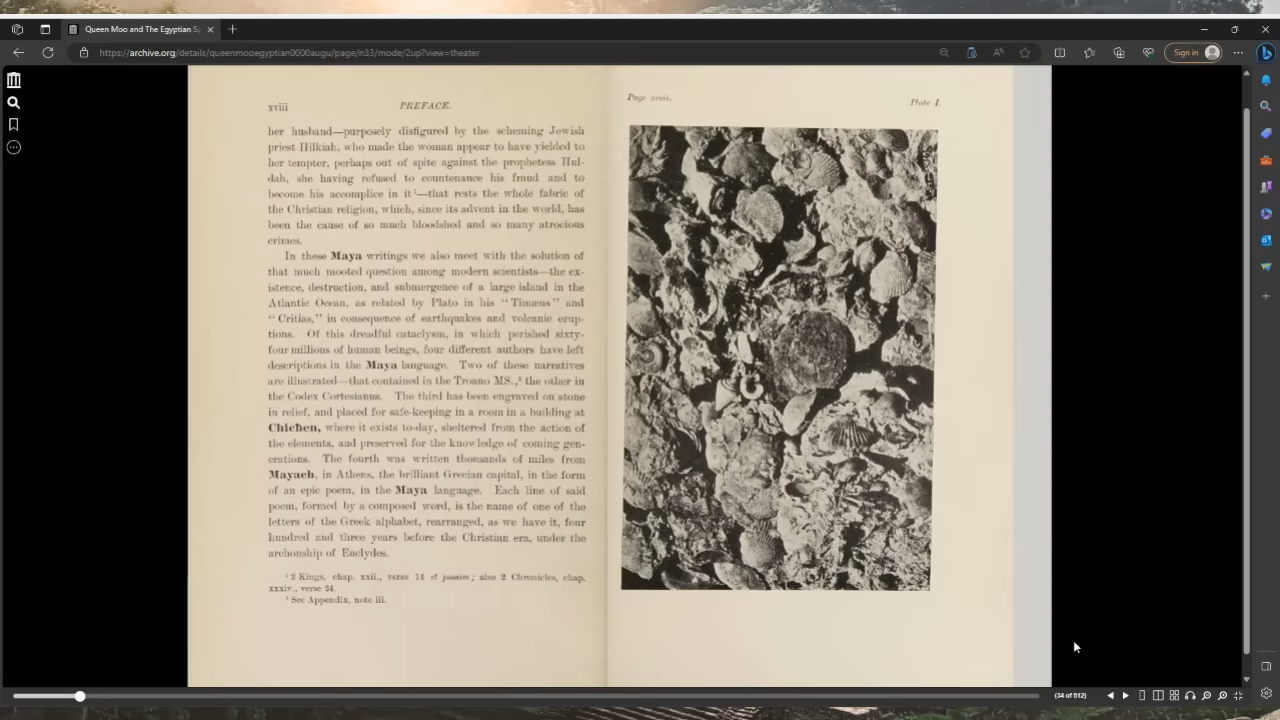 Queen Moo and The Egyptian S
https://archive.org/details/queenmooegyptian0000augu/page/n33/mode/2up?view=theater
Sign in
xviii PREFACE.
her husband—purposely disfigured by the scheming Jewish
priest Hilkiah, who made the woman appear to have yielded to
her tempter, perhaps out of spite against the prophetess Hul-
dah, she having refused to countenance his fraud and to
become his accomplice in it¹—that rests the whole fabric of
the Christian religion, which, since its advent in the world, has
been the cause of so much bloodshed and so many atrocious
crimes.
In these Maya writings we also meet with the solution of
that much mooted question among modern scientists—the ex-
istence, destruction, and submergence of a large island in the
Atlantic Ocean, as related by Plato in his "Timæus" and
"Critias," in consequence of earthquakes and volcanic erup-
tions. Of this dreadful cataclysm, in which perished sixty-
four millions of human beings, four different authors have left
descriptions in the Maya language. Two of these narratives
are illustrated—that contained in the Troano MS.,² the other in
the Codex Cortesianus. The third has been engraved on stone
in relief, and placed for safe-keeping in a room in a building at
Chicħen, where it exists to-day, sheltered from the action of
the elements, and preserved for the knowledge of coming gen-
erations. The fourth was written thousands of miles from
Mayach, in Athens, the brilliant Grecian capital, in the form
of an epic poem, in the Maya language. Each line of said
poem, formed by a composed word, is the name of one of the
letters of the Greek alphabet, rearranged, as we have it, four
hundred and three years before the Christian era, under the
archonship of Euclydes.
¹ 2 Kings, chap. xxii., verse 14 et passim; also 2 Chronicles, chap.
xxxiv., verse 24.
² See Appendix, note iii.
Page xviii.
Plate I.
(34 of 512)